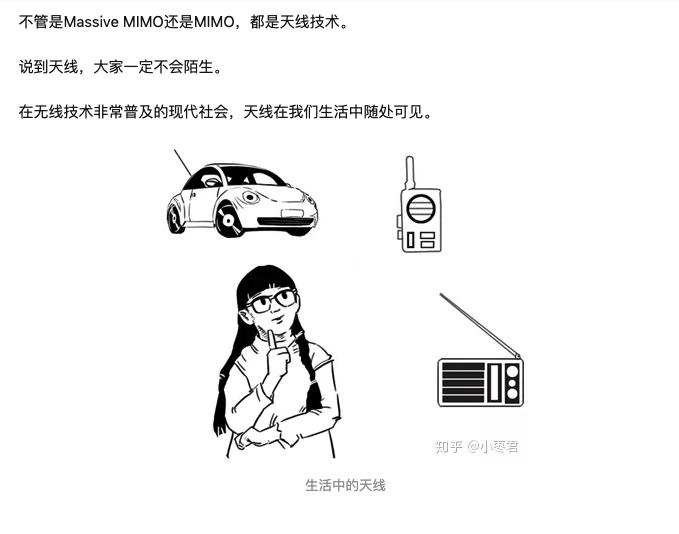 不管是Massive MIMO还是MIMO，都是天线技术。
说到天线，大家一定不会陌生。
在无线技术非常普及的现代社会，天线在我们生活中随处可见。
知乎 @小枣君
生活中的天线